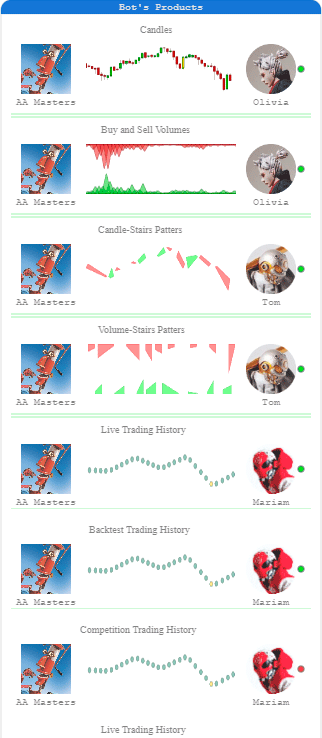 Bot's Products
Candles
AA Masters
Olivia
Buy and Sell Volumes
AA Masters
Olivia
Candle-Stairs Patters
AA Masters
Tom
Volume-Stairs Patters
AA Masters
Tom
Live Trading History
AA Masters
Mariam
Backtest Trading History
AA Masters
Mariam
Competition Trading History
AA Masters
Mariam
Live Trading History